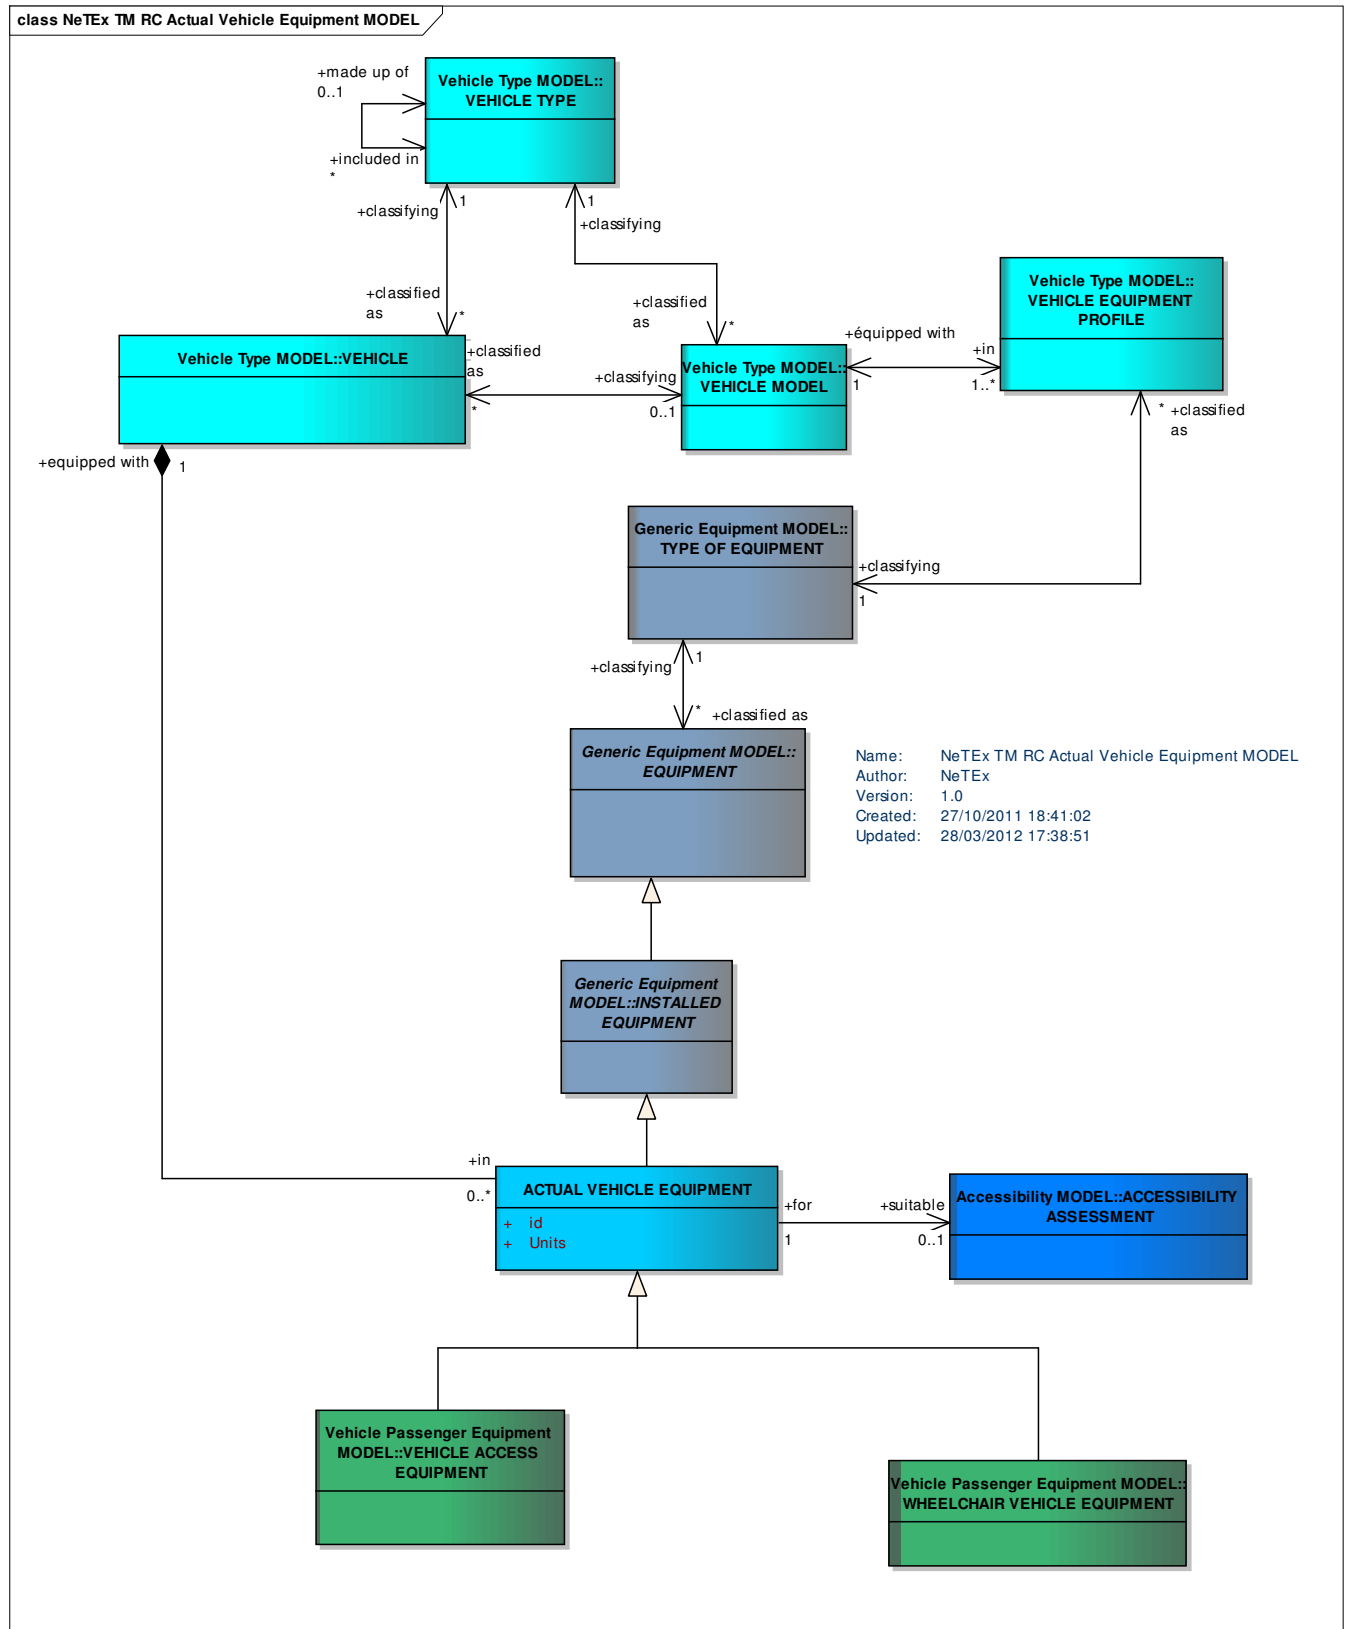 class NeTEx TM RC Actual Vehicle Equipment MODEL
+made up of
0..1
Vehicle Type MODEL::
VEHICLE TYPE
+included in
*
+classifying
1
1
+classifying
+classified
as
*
+classified
as
*
Vehicle Type MODEL::
VEHICLE EQUIPMENT
PROFILE
Vehicle Type MODEL::VEHICLE
+classified
as
*
+classifying
0..1
Vehicle Type MODEL::
VEHICLE MODEL
+équipped with
1
+in
1..*
* +classified
as
+equipped with
1
Generic Equipment MODEL::
TYPE OF EQUIPMENT
+classifying
1
+classifying
1
*
+classified as
Generic Equipment MODEL::
EQUIPMENT
Name: NeTEx TM RC Actual Vehicle Equipment MODEL
Author: NeTEx
Version: 1.0
Created: 27/10/2011 18:41:02
Updated: 28/03/2012 17:38:51
Generic Equipment
MODEL::INSTALLED
EQUIPMENT
+in
0..*
ACTUAL VEHICLE EQUIPMENT
+ id
+ Units
+for
1
+suitable
0..1
Accessibility MODEL::ACCESSIBILITY
ASSESSMENT
Vehicle Passenger Equipment
MODEL::VEHICLE ACCESS
EQUIPMENT
Vehicle Passenger Equipment MODEL::
WHEELCHAIR VEHICLE EQUIPMENT